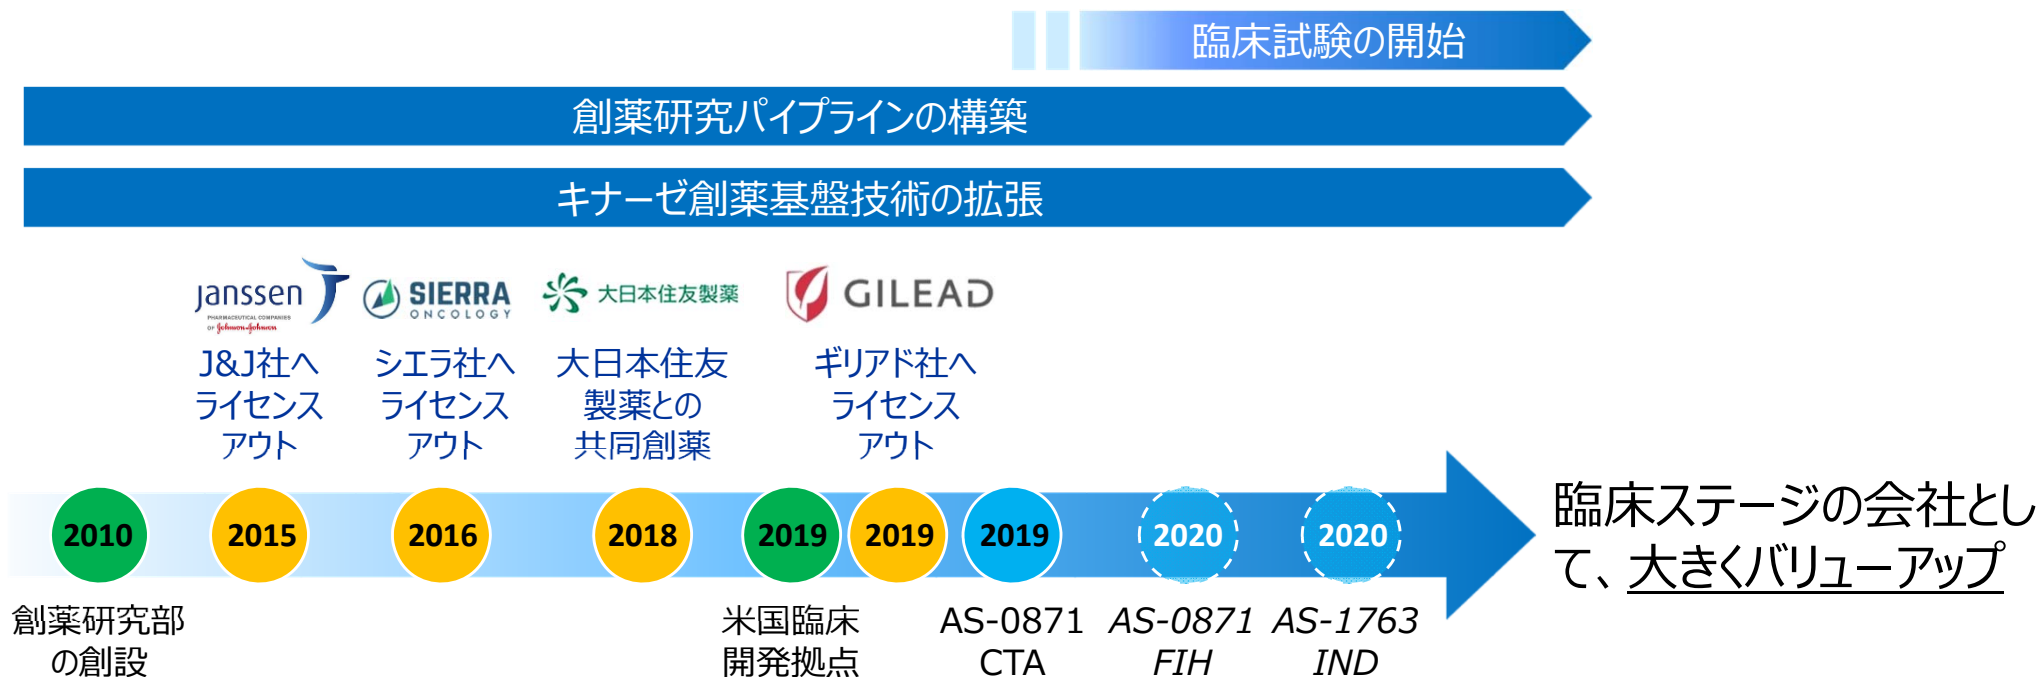 臨床試験の開始
創薬研究パイプラインの構築
キナーゼ創薬基盤技術の拡張
janssen
PHARMACEUTICAL COMPANIES
OF Johnson&Johnson
SIERRA
ONCOLOGY
大日本住友製薬
GILEAD
J&J社へ
ライセンス
アウト
シエラ社へ
ライセンス
アウト
大日本住友
製薬との
共同創薬
ギリアド社へ
ライセンス
アウト
2010
2015
2016
2018
2019
2019
2019
2020
2020
臨床ステージの会社とし
て、大きくバリューアップ
創薬研究部
の創設
米国臨床
開発拠点
AS-0871
CTA
AS-0871
FIH
AS-1763
IND